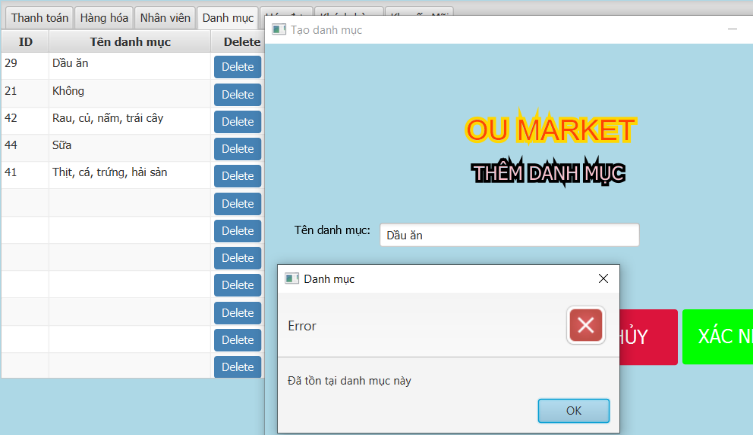 Thanh toán Hàng hóa Nhân viên Danh mục
Tạo danh mục
ID Tên danh mục Delete
29 Dầu ăn Delete
21 Không Delete
42 Rau, củ, nấm, trái cây Delete
44 Sữa Delete
41 Thịt, cá, trứng, hải sản Delete
Delete
Delete
Delete
Delete
Delete
Delete
Delete
OU MARKET
THÊM DANH MỤC
Tên danh mục: Dầu ăn
Danh mục
Error
Đã tồn tại danh mục này
OK
HỦY
XÁC